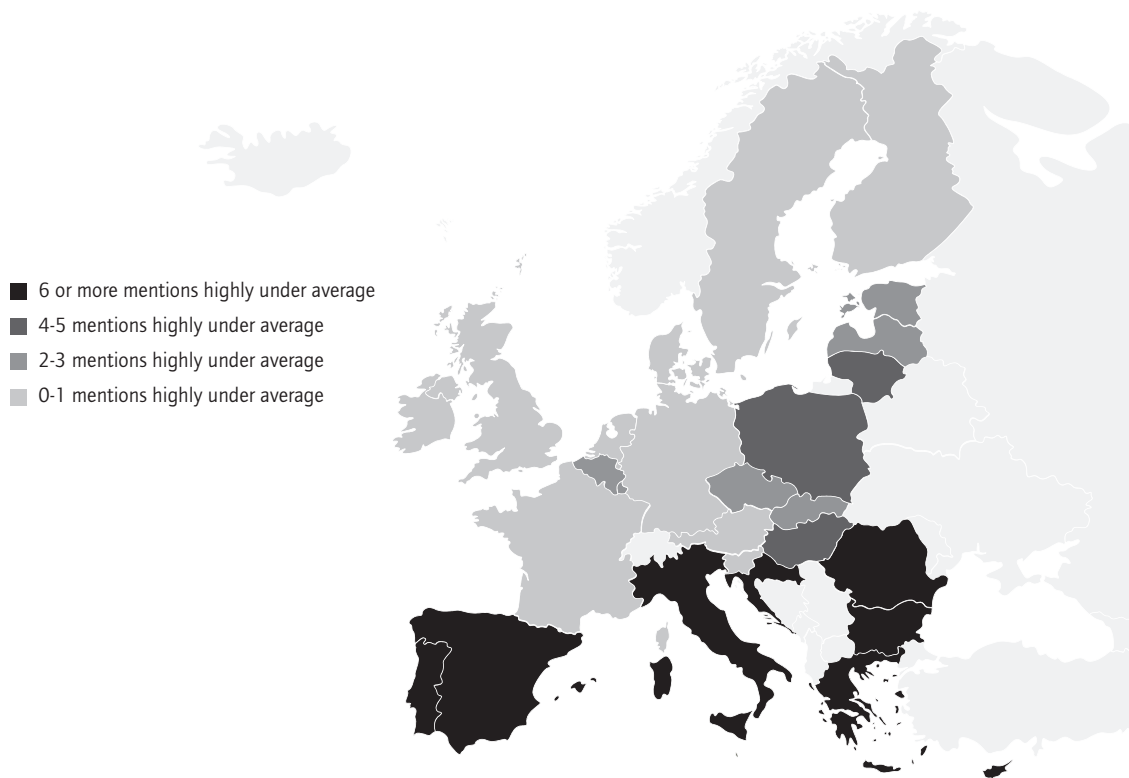 6 or more mentions highly under average
4-5 mentions highly under average
2-3 mentions highly under average
0-1 mentions highly under average